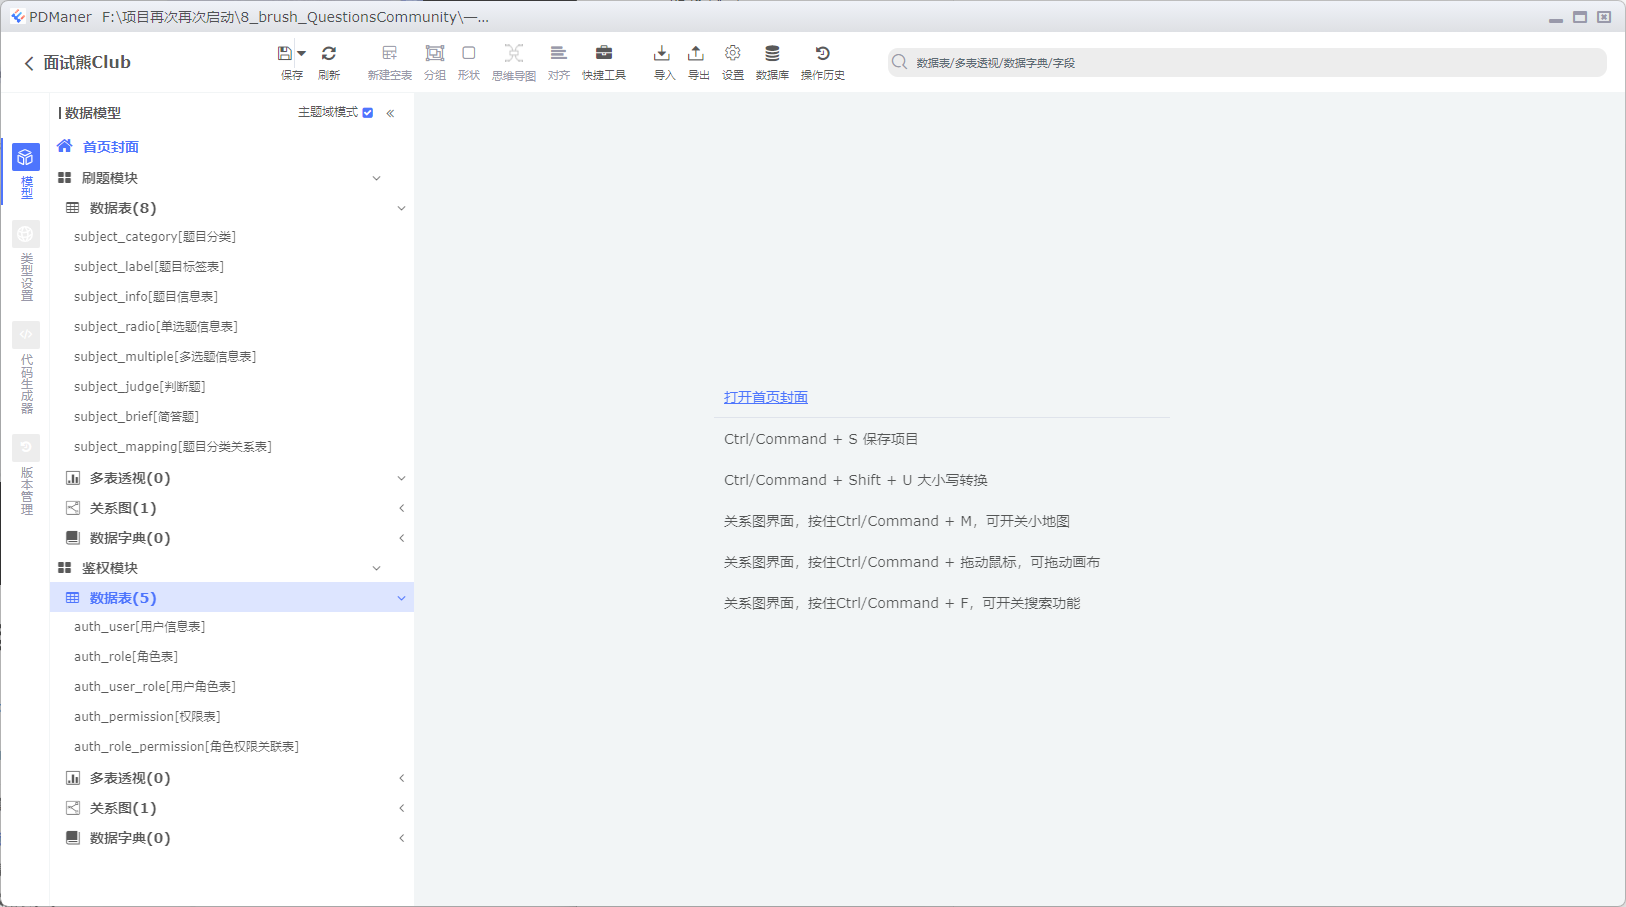 PDManer F:\项目再次再次启动\8_brush_QuestionsCommunity\一...
面试熊Club
保存
刷新
新建空表
分组
形状
思维导图
对齐
快捷工具
导入
导出
设置
数据库
操作历史
数据表/多表透视/数据字典/字段
模型
类型设置
代码生成器
版本管理
数据模型
主题域模式
首页封面
刷题模块
数据表(8)
subject_category[题目分类]
subject_label[题目标签表]
subject_info[题目信息表]
subject_radio[单选题信息表]
subject_multiple[多选题信息表]
subject_judge[判断题]
subject_brief[简答题]
subject_mapping[题目分类关系表]
多表透视(0)
关系图(1)
数据字典(0)
鉴权模块
数据表(5)
auth_user[用户信息表]
auth_role[角色表]
auth_user_role[用户角色表]
auth_permission[权限表]
auth_role_permission[角色权限关联表]
多表透视(0)
关系图(1)
数据字典(0)
打开首页封面
Ctrl/Command + S 保存项目
Ctrl/Command + Shift + U 大小写转换
关系图界面，按住Ctrl/Command + M，可开关小地图
关系图界面，按住Ctrl/Command + 拖动鼠标，可拖动画布
关系图界面，按住Ctrl/Command + F，可开关搜索功能